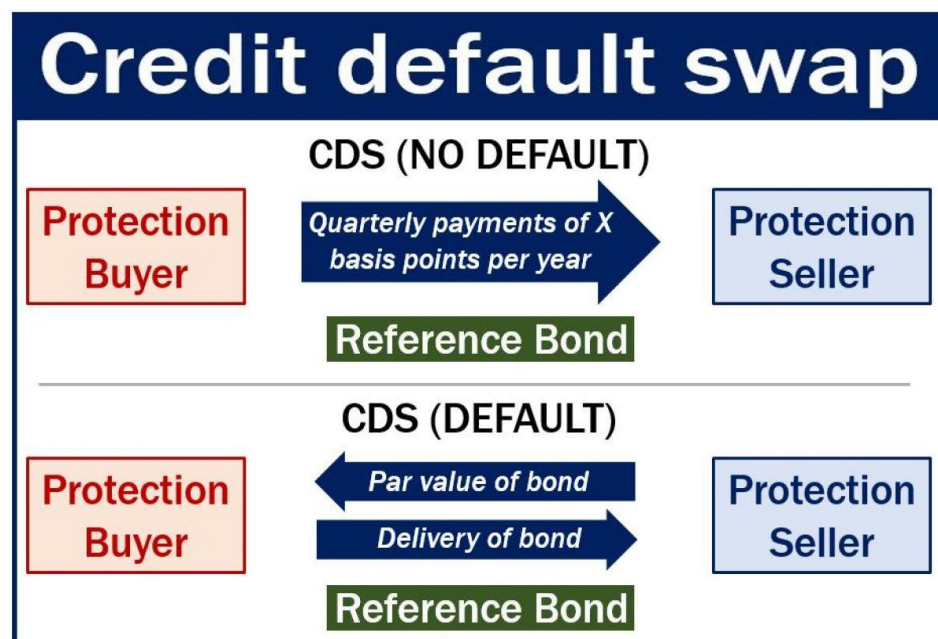 Credit default swap
CDS (NO DEFAULT)
Protection
Buyer
Quarterly payments of X
basis points per year
Protection
Seller
Reference Bond
CDS (DEFAULT)
Protection
Buyer
Par value of bond
Delivery of bond
Protection
Seller
Reference Bond